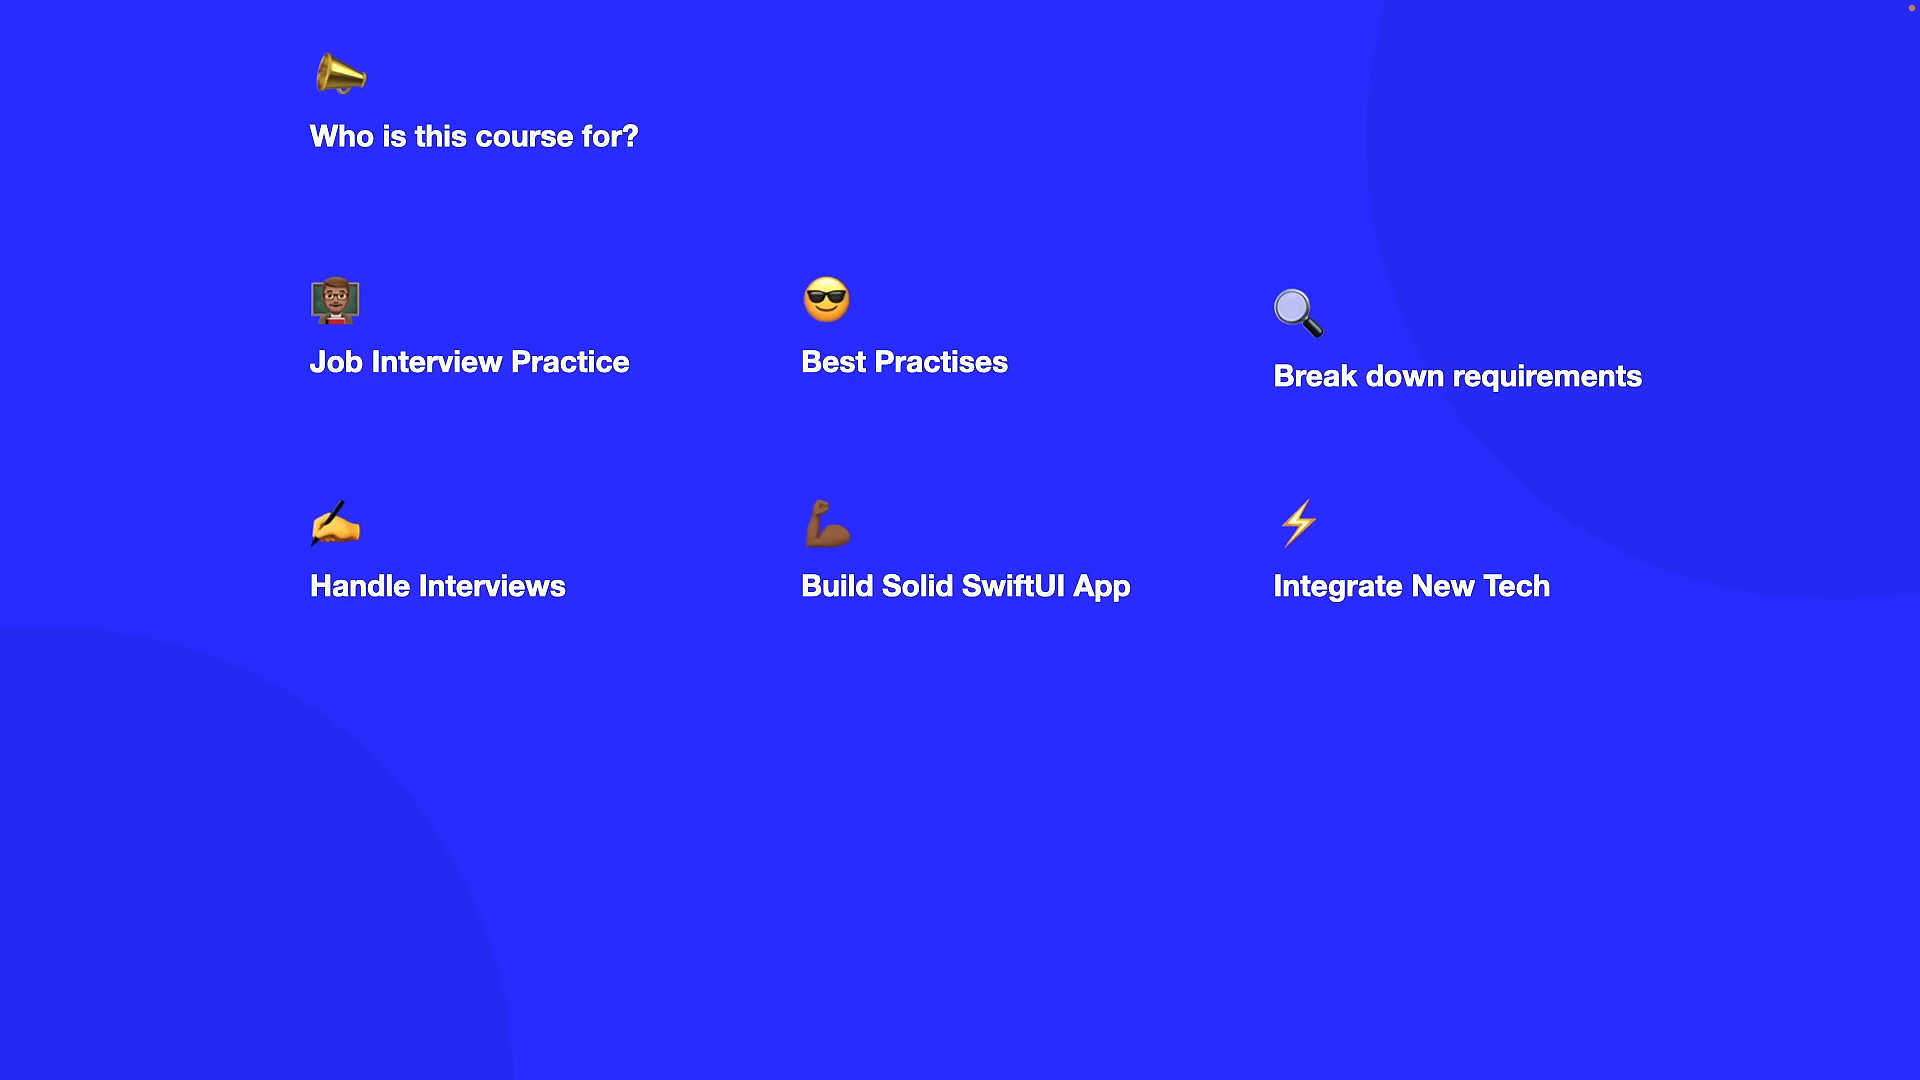 Who is this course for?
Job Interview Practice
Best Practises
Break down requirements
Handle Interviews
Build Solid SwiftUI App
Integrate New Tech